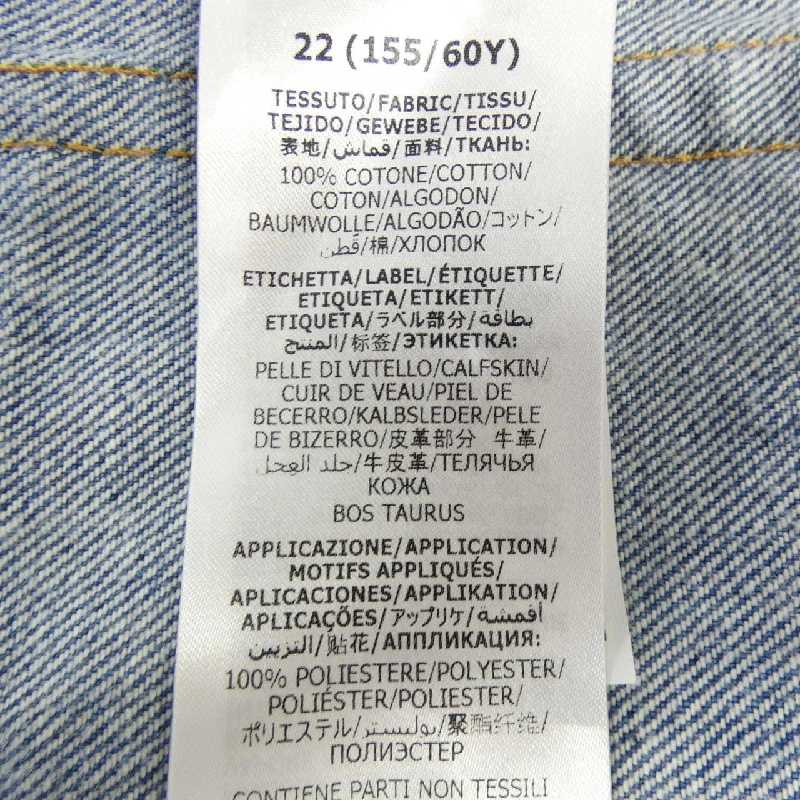 22 (155/60Y)
TESSUTO/FABRIC/TISSU/
TEJIDO/GEWEBE/TECIDO/
表地/قماش/面料/ТКАНЬ:
100% COTONE/COTTON/
COTON/ALGODON/
BAUMWOLLE/ALGODÃO/コットン/
قطن/棉/ХЛОПОК
ETICHETTA/LABEL/ÉTIQUETTE/
ETIQUETA/ETIKETT/
ETIQUETA/ラベル部分/بطاقة/
المنتج/标签/ЭТИКЕТКА:
PELLE DI VITELLO/CALFSKIN/
CUIR DE VEAU/PIEL DE
BECERRO/KALBSLEDER/PELE
DE BIZERRO/皮革部分 牛革/
جلد العجل/牛皮革/ТЕЛЯЧЬЯ
КОЖА
BOS TAURUS
APPLICAZIONE/APPLICATION/
MOTIFS APPLIQUÉS/
APLICACIONES/APPLIKATION/
APLICAÇÕES/アップリケ/أقمشة/
التزيين/贴花/АППЛИКАЦИЯ:
100% POLIESTERE/POLYESTER/
POLIÉSTER/POLIESTER/
ポリエステル/بوليستر/聚酯纤维/
ПОЛИЭСТЕР
CONTIENE PARTI NON TESSILI